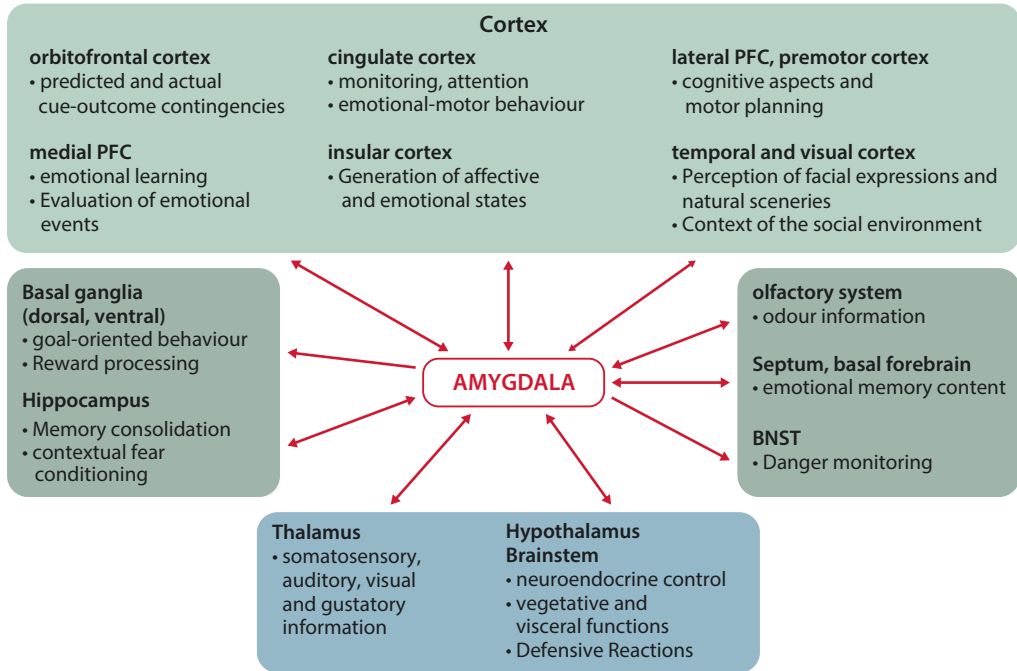 Cortex
orbitofrontal cortex
• predicted and actual
cue-outcome contingencies
cingulate cortex
• monitoring, attention
• emotional-motor behaviour
lateral PFC, premotor cortex
• cognitive aspects and
motor planning
medial PFC
• emotional learning
• Evaluation of emotional
events
insular cortex
• Generation of affective
and emotional states
temporal and visual cortex
• Perception of facial expressions and
natural sceneries
• Context of the social environment
Basal ganglia
(dorsal, ventral)
• goal-oriented behaviour
• Reward processing
Hippocampus
• Memory consolidation
• contextual fear
conditioning
AMYGDALA
olfactory system
• odour information
Septum, basal forebrain
• emotional memory content
BNST
• Danger monitoring
Thalamus
• somatosensory,
auditory, visual
and gustatory
information
Hypothalamus
Brainstem
• neuroendocrine control
• vegetative and
visceral functions
• Defensive Reactions